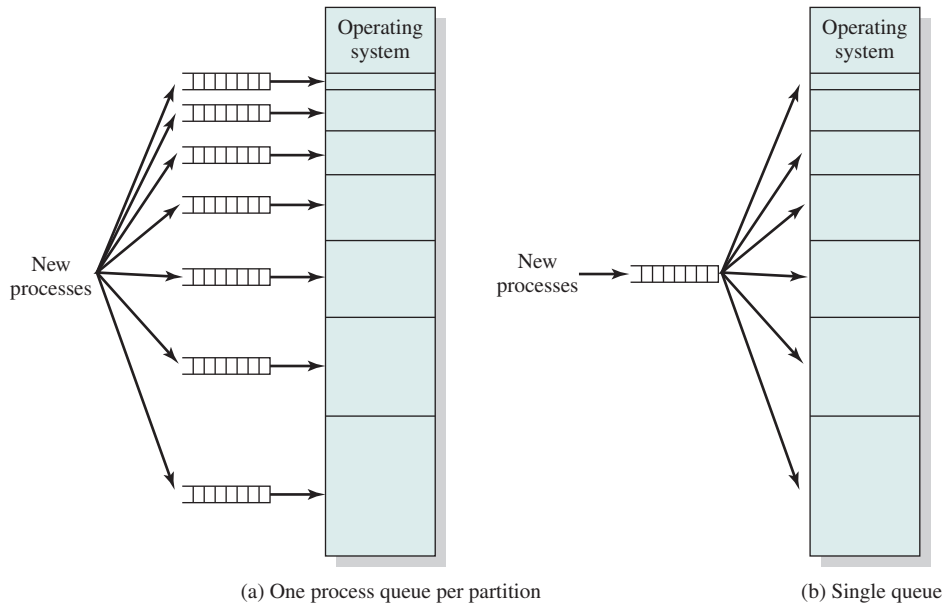 Operating
system
New
processes
(a) One process queue per partition
Operating
system
New
processes
(b) Single queue